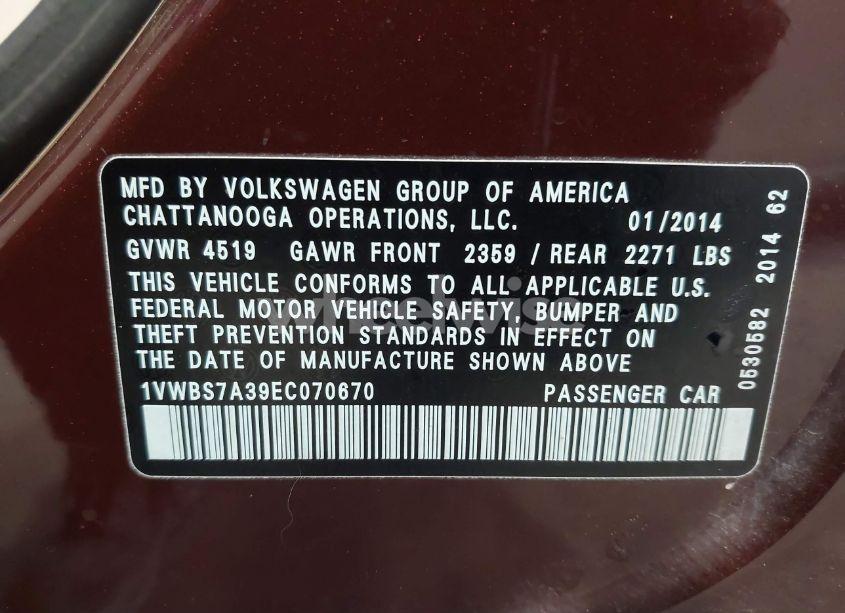 MFD BY VOLKSWAGEN GROUP OF AMERICA
CHATTANOOGA OPERATIONS, LLC. 01/2014
GVWR 4519 GAWR FRONT 2359 / REAR 2271 LBS
THIS VEHICLE CONFORMS TO ALL APPLICABLE U.S.
FEDERAL MOTOR VEHICLE SAFETY, BUMPER AND
THEFT PREVENTION STANDARDS IN EFFECT ON
THE DATE OF MANUFACTURE SHOWN ABOVE
1VWBS7A39EC070670 PASSENGER CAR
0530582 2014 62